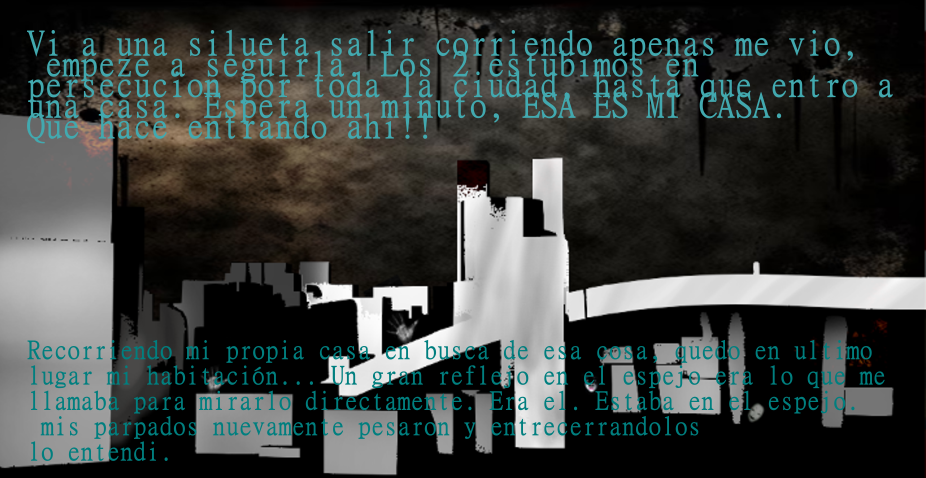 Vi a una silueta salir corriendo apenas me vio,
empeze a seguirla. Los 2 estubimos en
persecucion por toda la ciudad, hasta que entro a
una casa. Espera un minuto, ESA ES MI CASA.
Que hace entrando ahi!!
Recorriendo mi propia casa en busca de esa cosa, quedo en ultimo
lugar mi habitación... Un gran reflejo en el espejo era lo que me
llamaba para mirarlo directamente. Era el. Estaba en el espejo.
mis parpados nuevamente pesaron y entrecerrandolos
lo entendi.